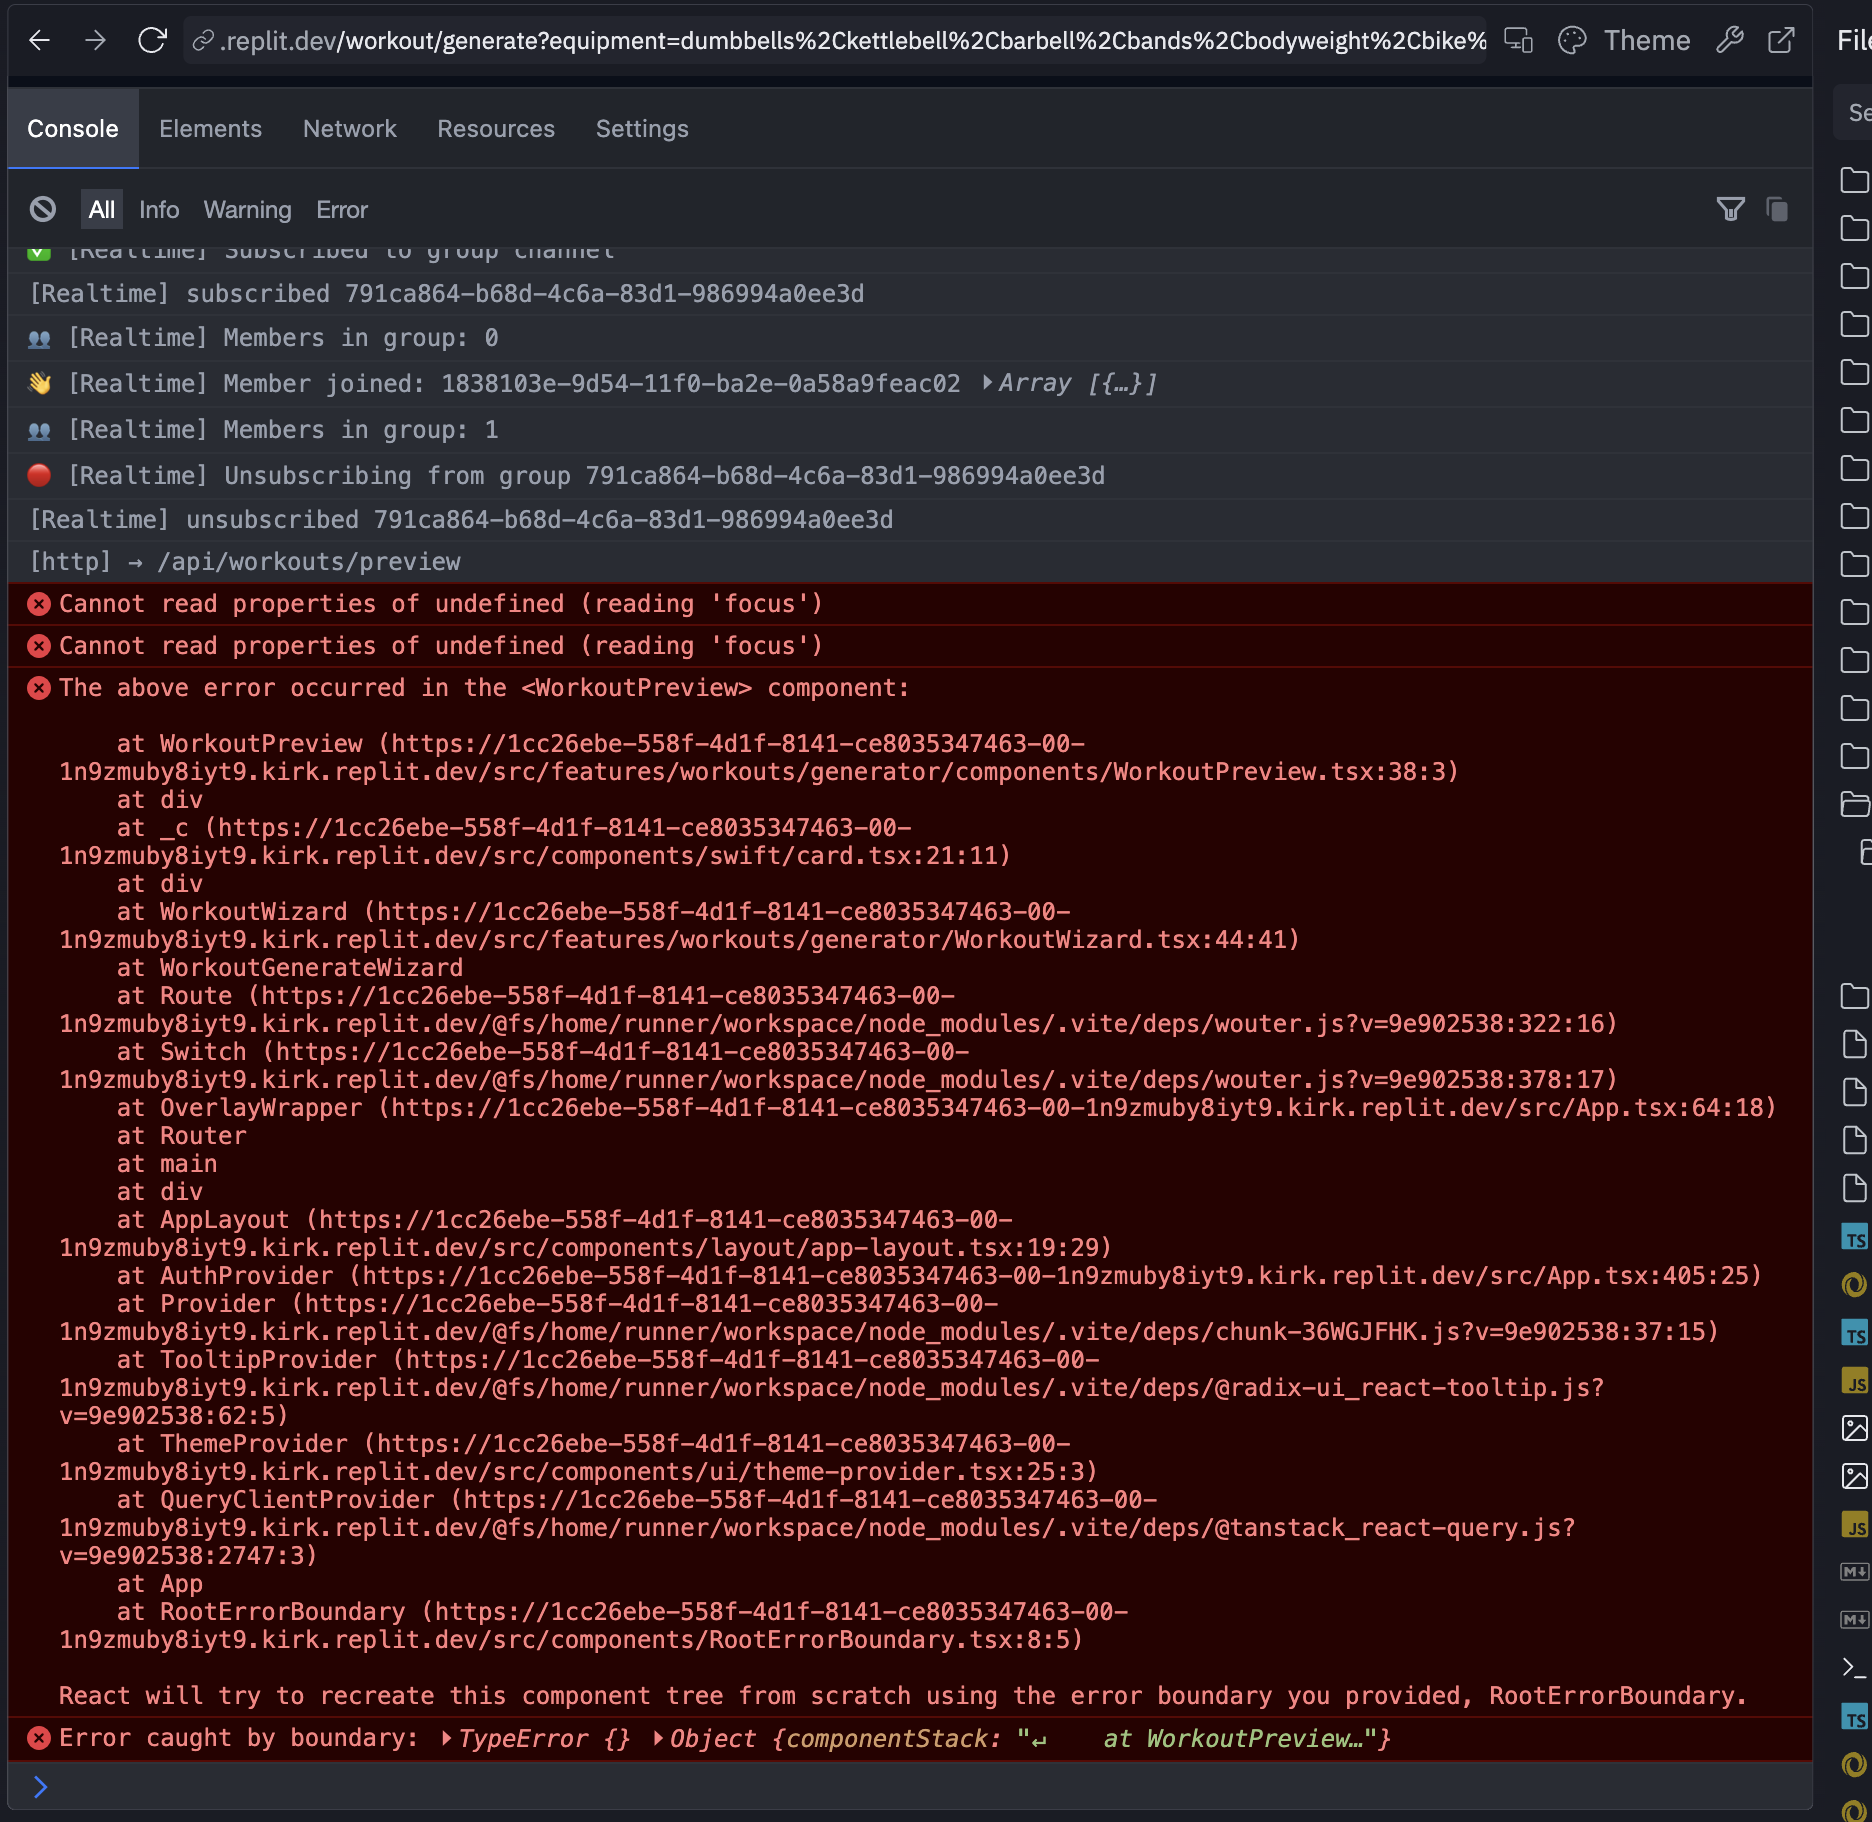 .replit.dev/workout/generate?equipment=dumbbells%2Ckettlebell%2Cbarbell%2Cbands%2Cbodyweight%2Cbike%
Theme
Console Elements Network Resources Settings
All Info Warning Error
✅ [Realtime] Subscribed to group channel
[Realtime] subscribed 791ca864-b68d-4c6a-83d1-986994a0ee3d
👥 [Realtime] Members in group: 0
👋 [Realtime] Member joined: 1838103e-9d54-11f0-ba2e-0a58a9feac02 ▶Array [{…}]
👥 [Realtime] Members in group: 1
🔴 [Realtime] Unsubscribing from group 791ca864-b68d-4c6a-83d1-986994a0ee3d
[Realtime] unsubscribed 791ca864-b68d-4c6a-83d1-986994a0ee3d
[http] → /api/workouts/preview
Cannot read properties of undefined (reading 'focus')
Cannot read properties of undefined (reading 'focus')
The above error occurred in the <WorkoutPreview> component:
at WorkoutPreview (https://1cc26ebe-558f-4d1f-8141-ce8035347463-00-
1n9zmuby8iyt9.kirk.replit.dev/src/features/workouts/generator/components/WorkoutPreview.tsx:38:3)
at div
at _c (https://1cc26ebe-558f-4d1f-8141-ce8035347463-00-
1n9zmuby8iyt9.kirk.replit.dev/src/components/swift/card.tsx:21:11)
at div
at WorkoutWizard (https://1cc26ebe-558f-4d1f-8141-ce8035347463-00-
1n9zmuby8iyt9.kirk.replit.dev/src/features/workouts/generator/WorkoutWizard.tsx:44:41)
at WorkoutGenerateWizard
at Route (https://1cc26ebe-558f-4d1f-8141-ce8035347463-00-
1n9zmuby8iyt9.kirk.replit.dev/@fs/home/runner/workspace/node_modules/.vite/deps/wouter.js?v=9e902538:322:16)
at Switch (https://1cc26ebe-558f-4d1f-8141-ce8035347463-00-
1n9zmuby8iyt9.kirk.replit.dev/@fs/home/runner/workspace/node_modules/.vite/deps/wouter.js?v=9e902538:378:17)
at OverlayWrapper (https://1cc26ebe-558f-4d1f-8141-ce8035347463-00-1n9zmuby8iyt9.kirk.replit.dev/src/App.tsx:64:18)
at Router
at main
at div
at AppLayout (https://1cc26ebe-558f-4d1f-8141-ce8035347463-00-
1n9zmuby8iyt9.kirk.replit.dev/src/components/layout/app-layout.tsx:19:29)
at AuthProvider (https://1cc26ebe-558f-4d1f-8141-ce8035347463-00-1n9zmuby8iyt9.kirk.replit.dev/src/App.tsx:405:25)
at Provider (https://1cc26ebe-558f-4d1f-8141-ce8035347463-00-
1n9zmuby8iyt9.kirk.replit.dev/@fs/home/runner/workspace/node_modules/.vite/deps/chunk-36WGJFHK.js?v=9e902538:37:15)
at TooltipProvider (https://1cc26ebe-558f-4d1f-8141-ce8035347463-00-
1n9zmuby8iyt9.kirk.replit.dev/@fs/home/runner/workspace/node_modules/.vite/deps/@radix-ui_react-tooltip.js?
v=9e902538:62:5)
at ThemeProvider (https://1cc26ebe-558f-4d1f-8141-ce8035347463-00-
1n9zmuby8iyt9.kirk.replit.dev/src/components/ui/theme-provider.tsx:25:3)
at QueryClientProvider (https://1cc26ebe-558f-4d1f-8141-ce8035347463-00-
1n9zmuby8iyt9.kirk.replit.dev/@fs/home/runner/workspace/node_modules/.vite/deps/@tanstack_react-query.js?
v=9e902538:2747:3)
at App
at RootErrorBoundary (https://1cc26ebe-558f-4d1f-8141-ce8035347463-00-
1n9zmuby8iyt9.kirk.replit.dev/src/components/RootErrorBoundary.tsx:8:5)
React will try to recreate this component tree from scratch using the error boundary you provided, RootErrorBoundary.
Error caught by boundary: ▶TypeError {} ▶Object {componentStack: "↵    at WorkoutPreview…"}
File
Se
TS
TS
JS
JS
M↓
M↓
TS